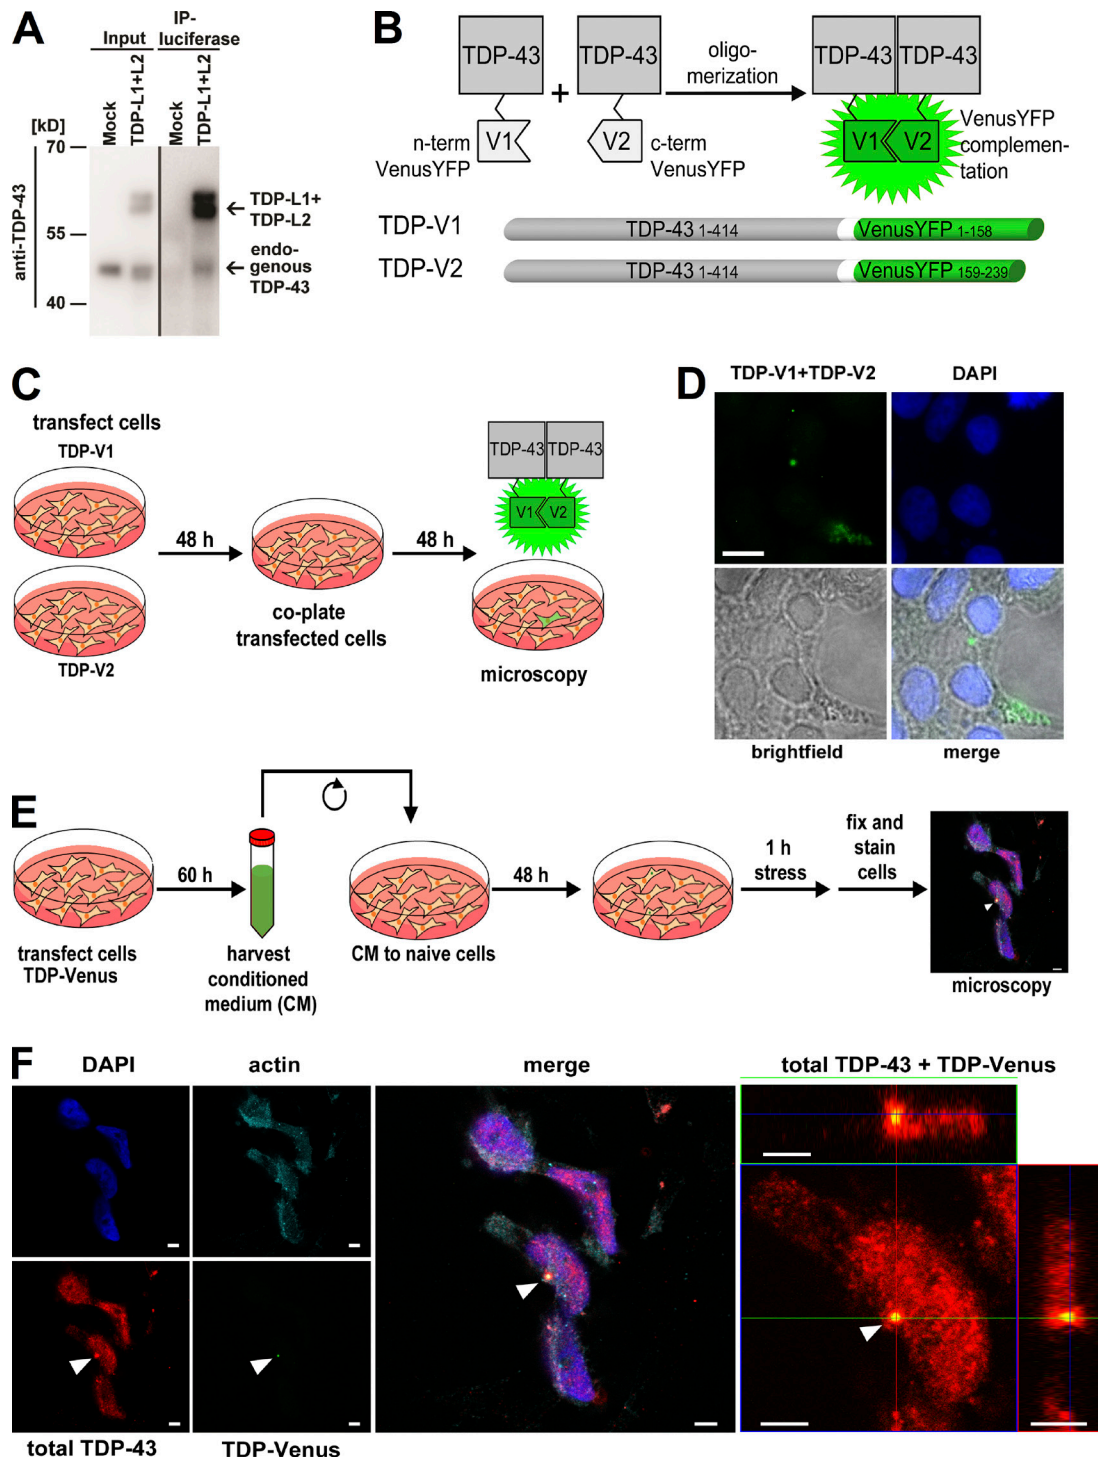 A
Input
IP-
luciferase
Mock
TDP-L1+L2
Mock
TDP-L1+L2
[kD]
70
55
40
anti-TDP-43
TDP-L1+
TDP-L2
endo-
genous
TDP-43
B
TDP-43
TDP-43
oligo-
merization
TDP-43 TDP-43
+
V1
V2
V1 V2
n-term
VenusYFP
c-term
VenusYFP
VenusYFP
complemen-
tation
TDP-V1
TDP-43 1-414
VenusYFP 1-158
TDP-V2
TDP-43 1-414
VenusYFP 159-239
C
transfect cells
TDP-V1
TDP-V2
48 h
co-plate
transfected cells
48 h
TDP-43 TDP-43
V1 V2
microscopy
D
TDP-V1+TDP-V2
DAPI
brightfield
merge
E
transfect cells
TDP-Venus
60 h
harvest
conditioned
medium (CM)
CM to naive cells
48 h
1 h
stress
fix and
stain
cells
microscopy
F
DAPI
actin
merge
total TDP-43 + TDP-Venus
total TDP-43
TDP-Venus